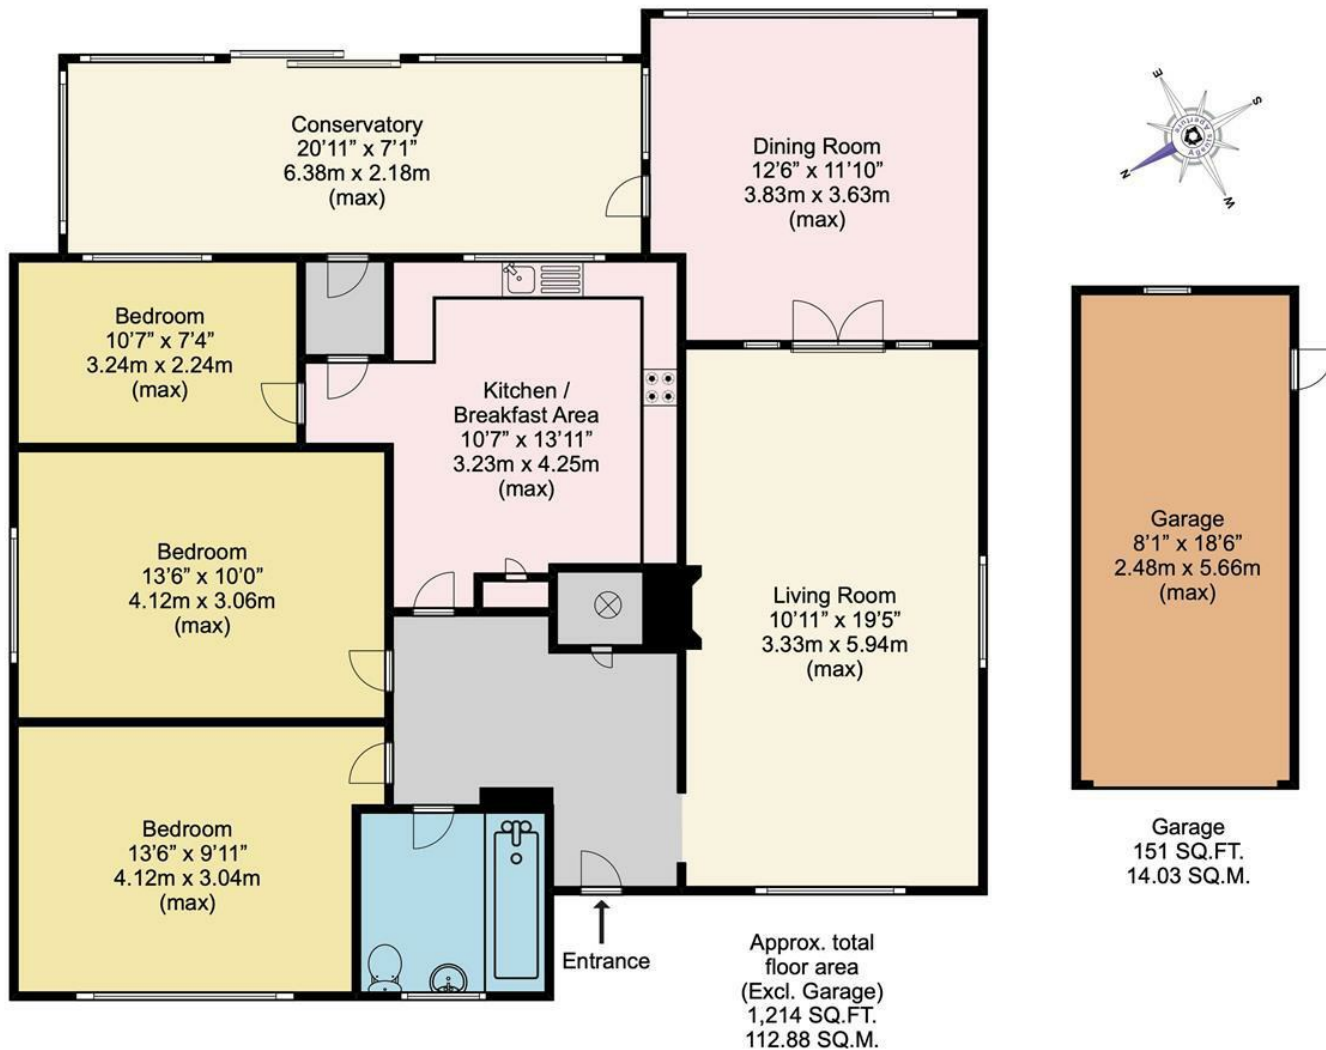 Conservatory
20'11” x 7'1”
6.38m x 2.18m
(max)
Dining Room
12'6” x 11'10”
3.83m x 3.63m
(max)
E
S
N
W
Aperture
Agents
Bedroom
10'7” x 7'4”
3.24m x 2.24m
(max)
Kitchen /
Breakfast Area
10'7” x 13'11”
3.23m x 4.25m
(max)
Bedroom
13'6” x 10'0”
4.12m x 3.06m
(max)
Living Room
10'11” x 19'5”
3.33m x 5.94m
(max)
Garage
8'1” x 18'6”
2.48m x 5.66m
(max)
Bedroom
13'6” x 9'11”
4.12m x 3.04m
(max)
Garage
151 SQ.FT.
14.03 SQ.M.
Entrance
Approx. total
floor area
(Excl. Garage)
1,214 SQ.FT.
112.88 SQ.M.